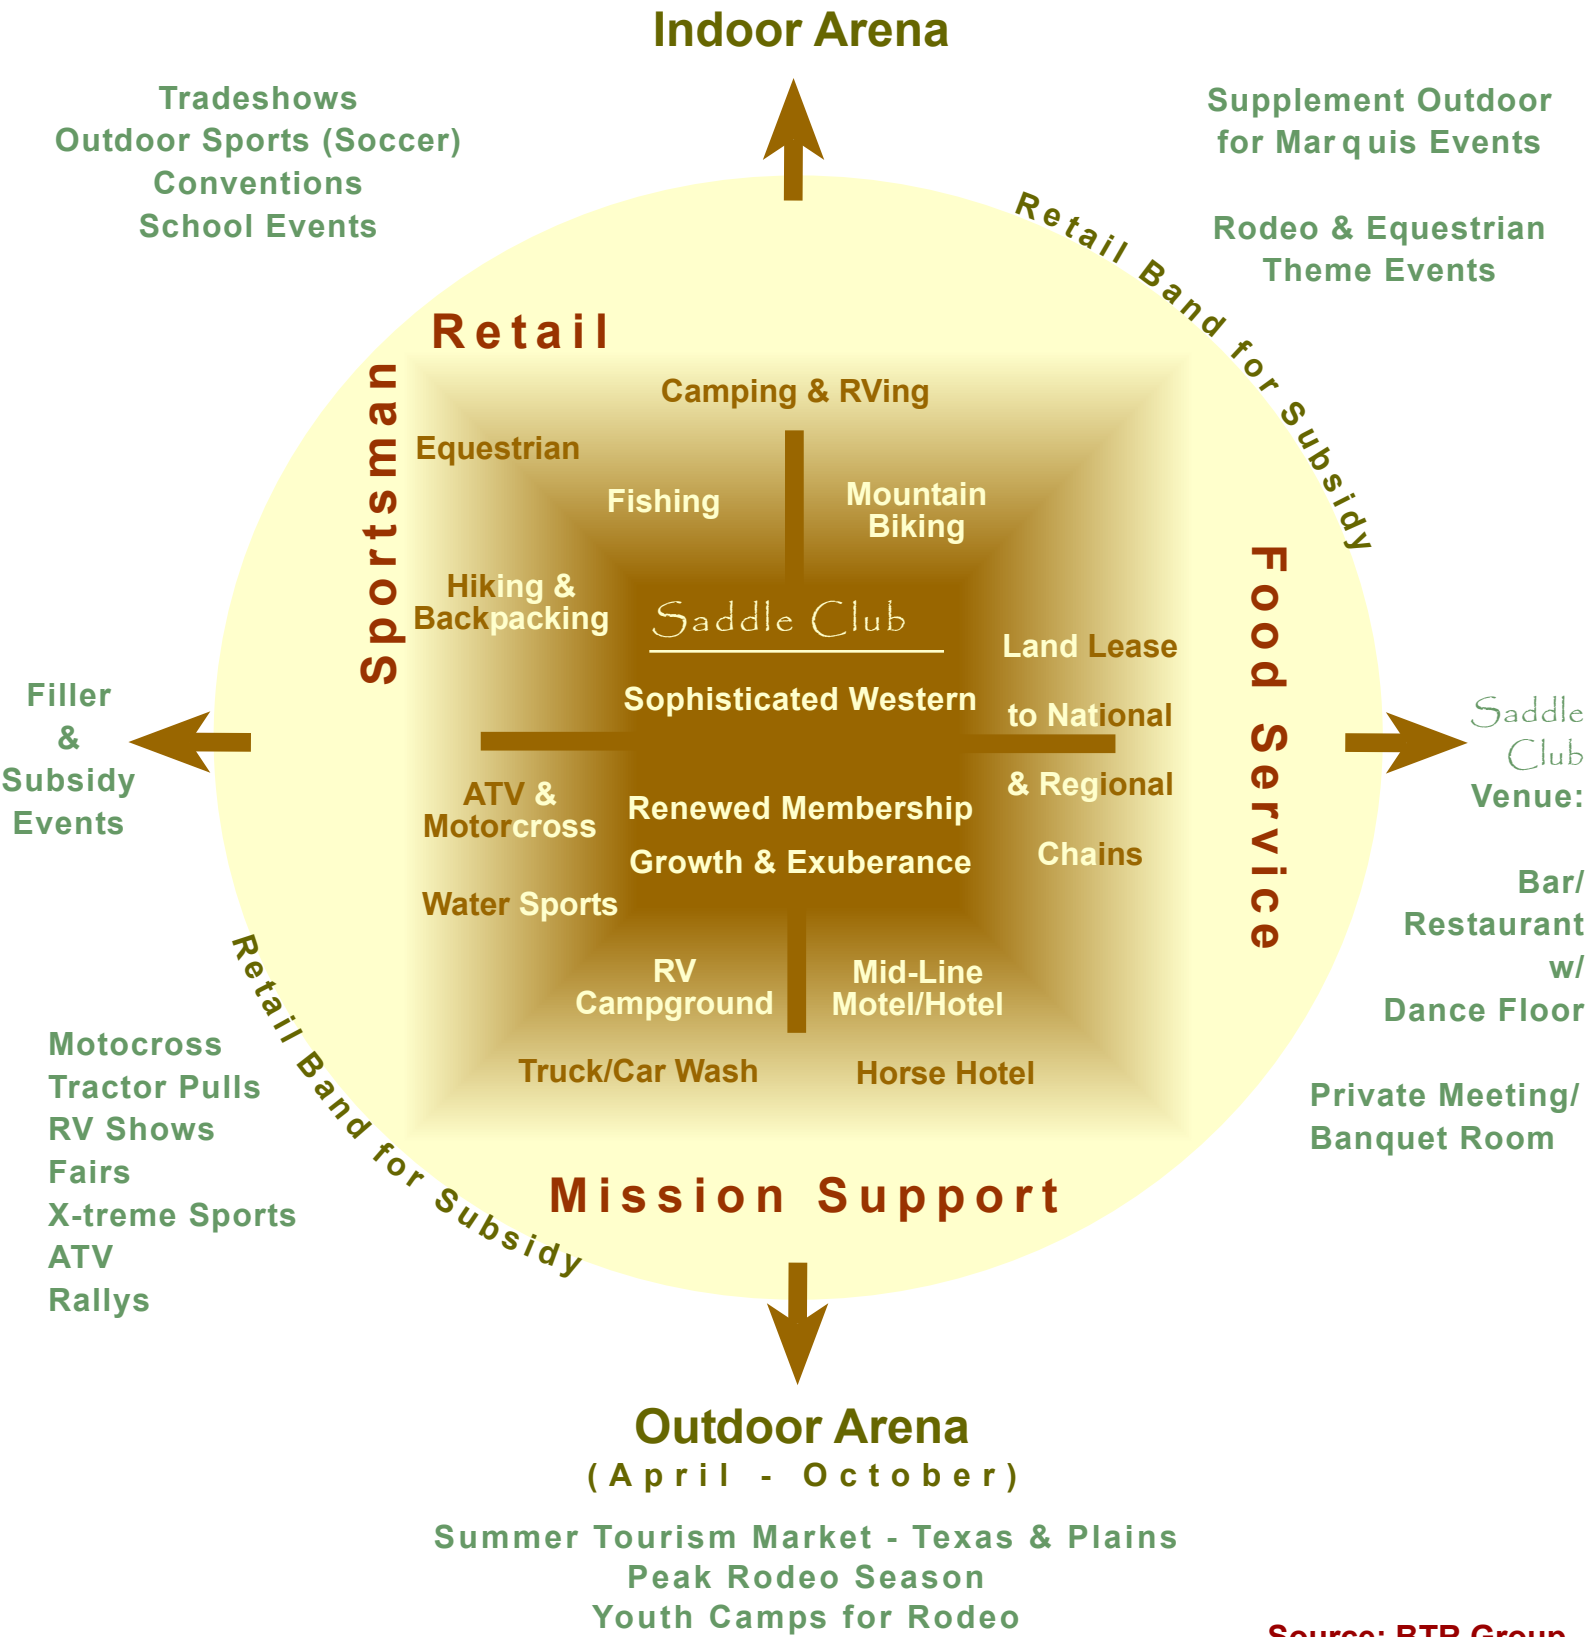 Indoor Arena
Tradeshows
Outdoor Sports (Soccer)
Conventions
School Events
Supplement Outdoor
for Marquis Events
Rodeo & Equestrian
Theme Events
Retail Band for Subsidy
Sportsman
Retail
Camping & RVing
Equestrian
Fishing
Mountain
Biking
Hiking &
Backpacking
Saddle Club
Sophisticated Western
Renewed Membership
Growth & Exuberance
Land Lease
to National
& Regional
Chains
Food Service
ATV &
Motorcross
Water Sports
RV
Campground
Mid-Line
Motel/Hotel
Truck/Car Wash
Horse Hotel
Mission Support
Filler
&
Subsidy
Events
Saddle
Club
Venue:
Bar/
Restaurant
w/
Dance Floor
Private Meeting/
Banquet Room
Retail Band for Subsidy
Motocross
Tractor Pulls
RV Shows
Fairs
X-treme Sports
ATV
Rallys
Outdoor Arena
(April - October)
Summer Tourism Market - Texas & Plains
Peak Rodeo Season
Youth Camps for Rodeo
Source: BTR Group